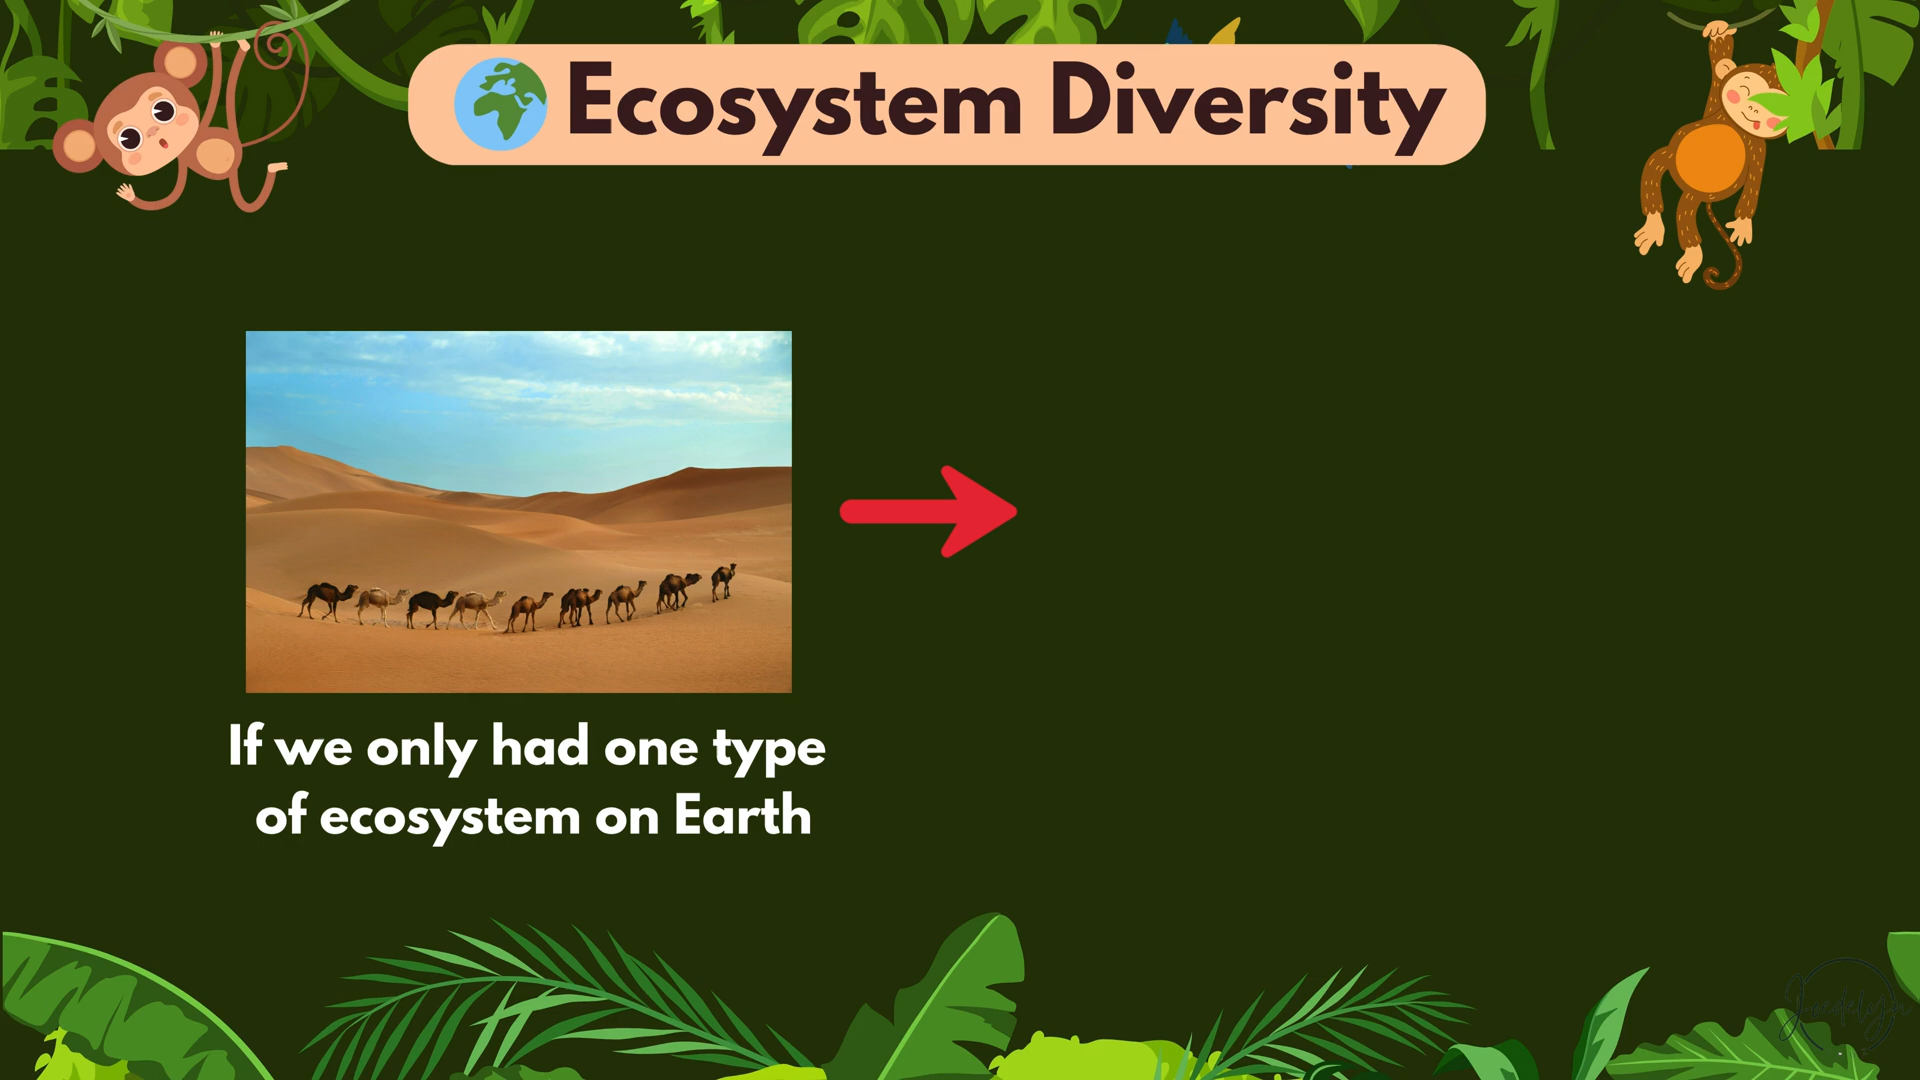 Ecosystem Diversity
If we only had one type
of ecosystem on Earth